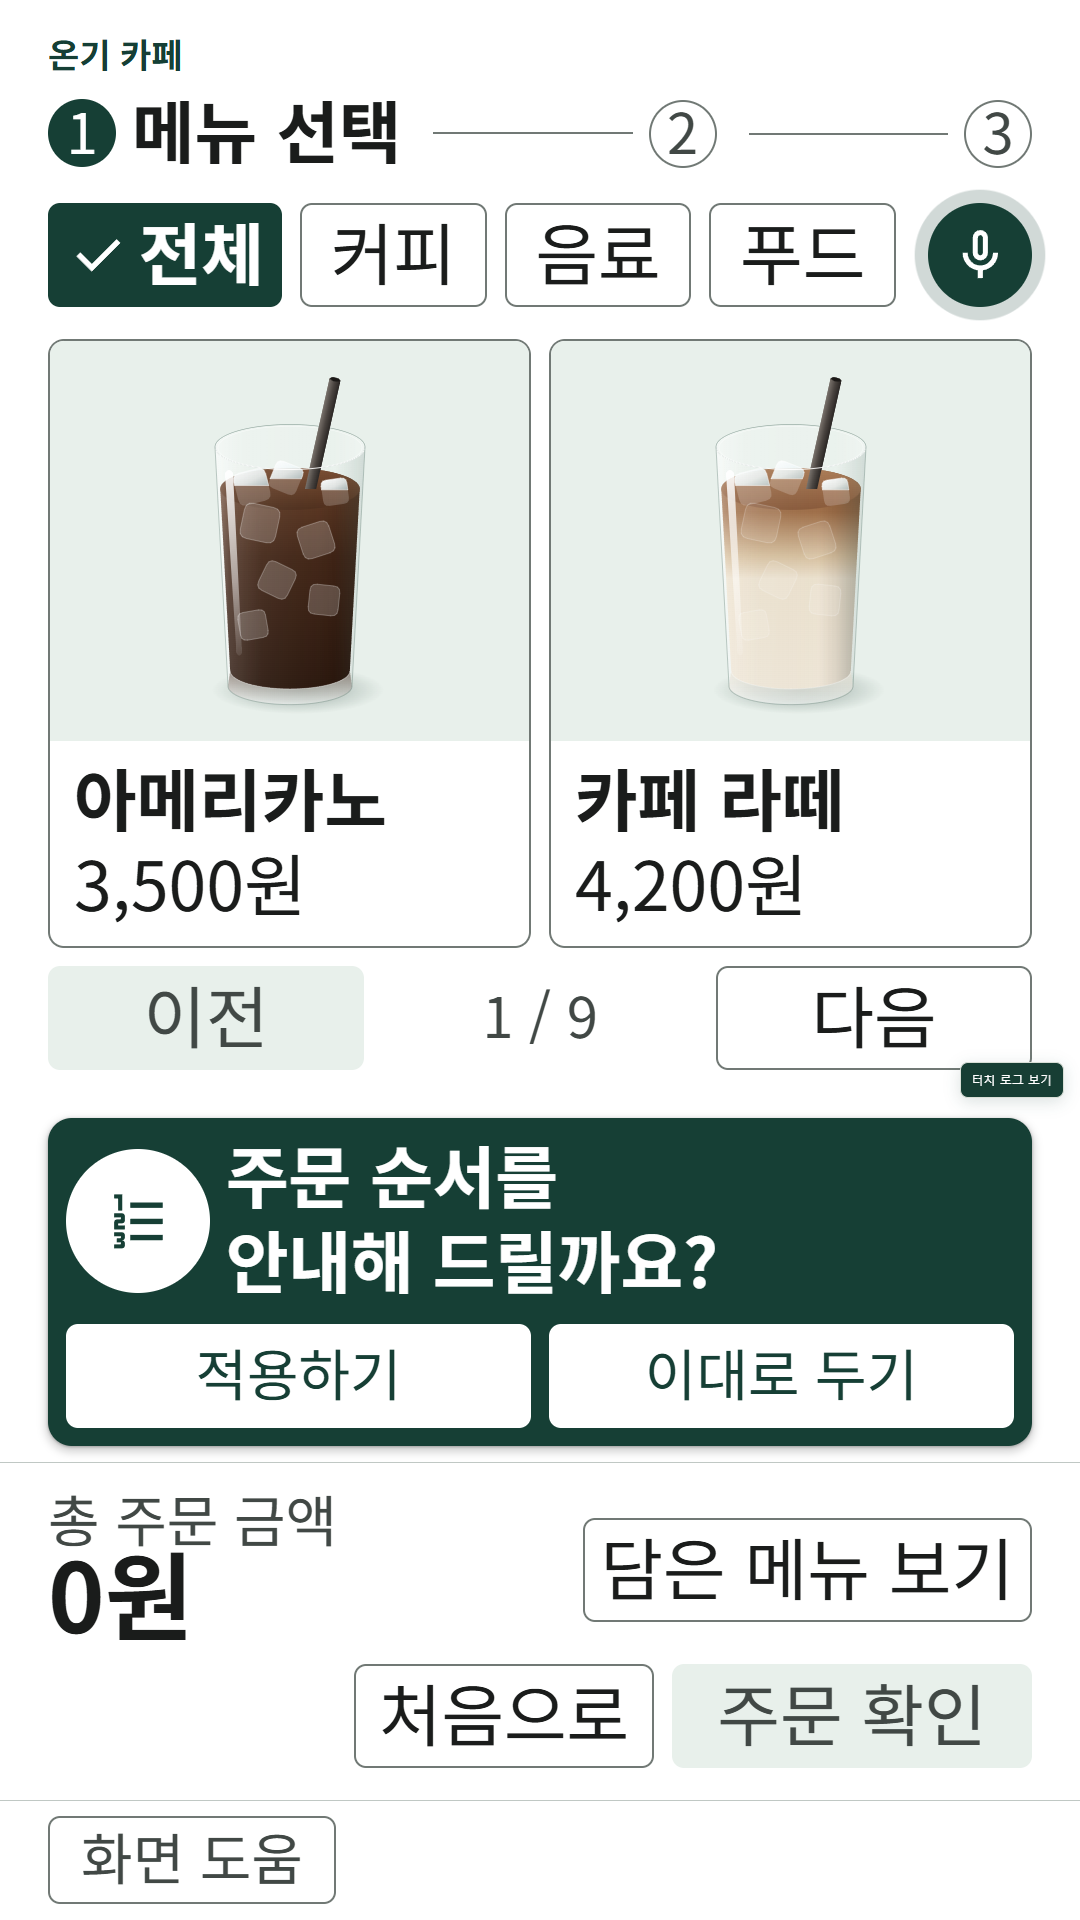 온기 카페
1 메뉴 선택 2 3
전체 커피 음료 푸드
아메리카노 카페 라떼
3,500원 4,200원
이전 1 / 9 다음
터치 로그 보기
1
2
3
주문 순서를
안내해 드릴까요?
적용하기 이대로 두기
총 주문 금액
0원
담은 메뉴 보기
처음으로 주문 확인
화면 도움